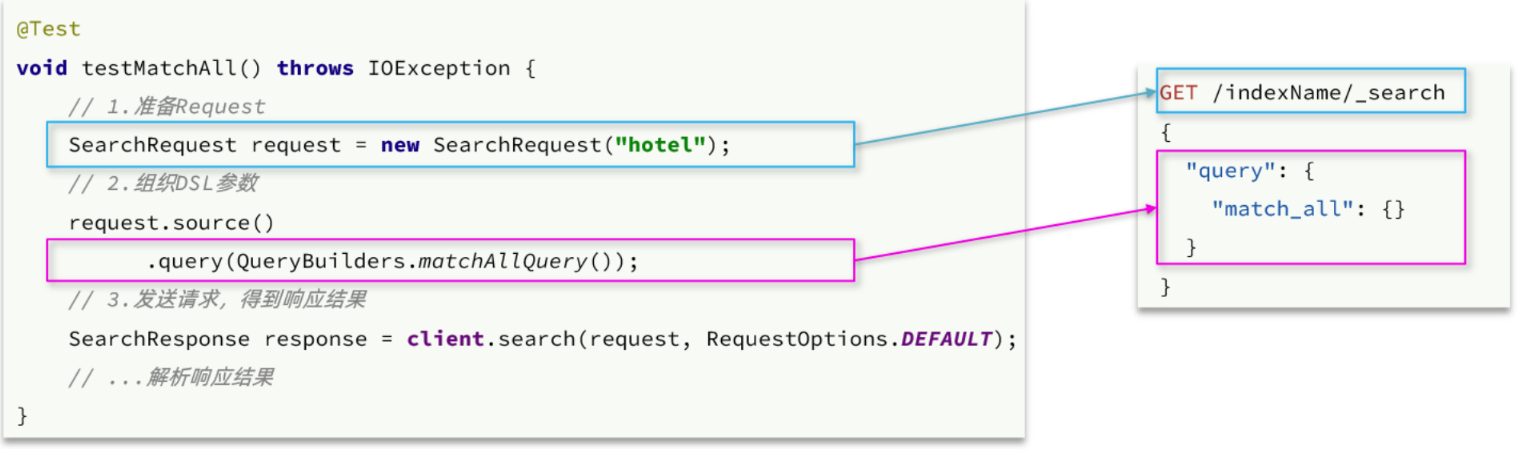 @Test
void testMatchAll() throws IOException {
    // 1.准备Request
    SearchRequest request = new SearchRequest("hotel");
    // 2.组织DSL参数
    request.source()
          .query(QueryBuilders.matchAllQuery());
    // 3.发送请求，得到响应结果
    SearchResponse response = client.search(request, RequestOptions.DEFAULT);
    // ...解析响应结果
}
GET /indexName/_search
{
  "query": {
    "match_all": {}
  }
}